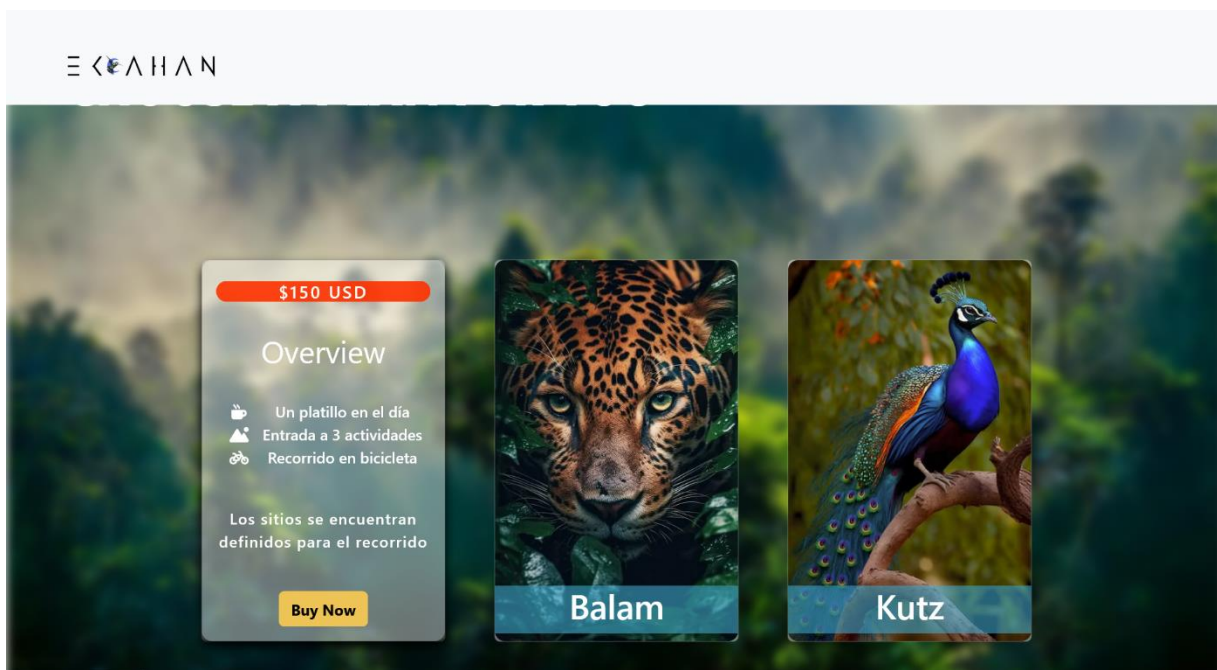 $150 USD
Overview
Un platillo en el día
Entrada a 3 actividades
Recorrido en bicicleta
Los sitios se encuentran
definidos para el recorrido
Buy Now
Balam
Kutz